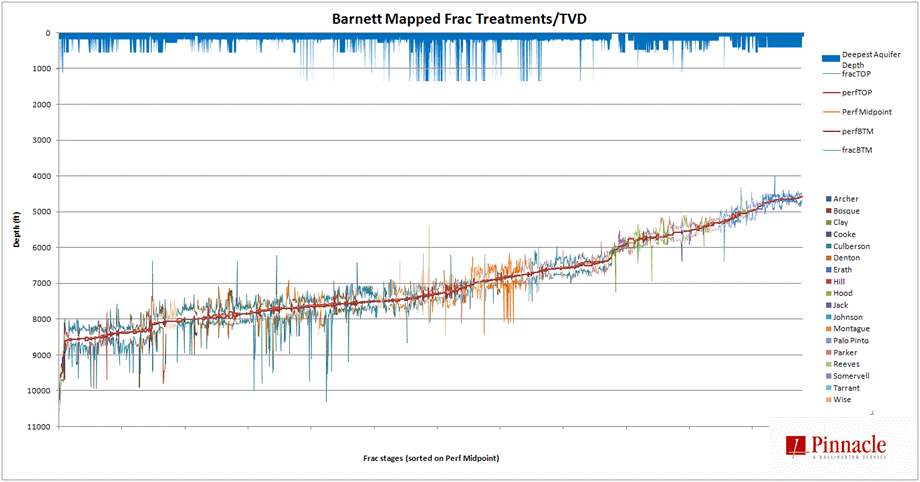 Barnett Mapped Frac Treatments/TVD
0
1000
2000
3000
4000
5000
6000
7000
8000
9000
10000
11000
Depth (ft)
Frac stages (sorted on Perf Midpoint)
Deepest Aquifer
Depth
fracTOP
perfTOP
Perf Midpoint
perfBTM
fracBTM
Archer
Bosque
Clay
Cooke
Culberson
Denton
Erath
Hill
Hood
Jack
Johnson
Montague
Palo Pinto
Parker
Reeves
Somervell
Tarrant
Wise
Pinnacle
A HALLIBURTON SERVICE